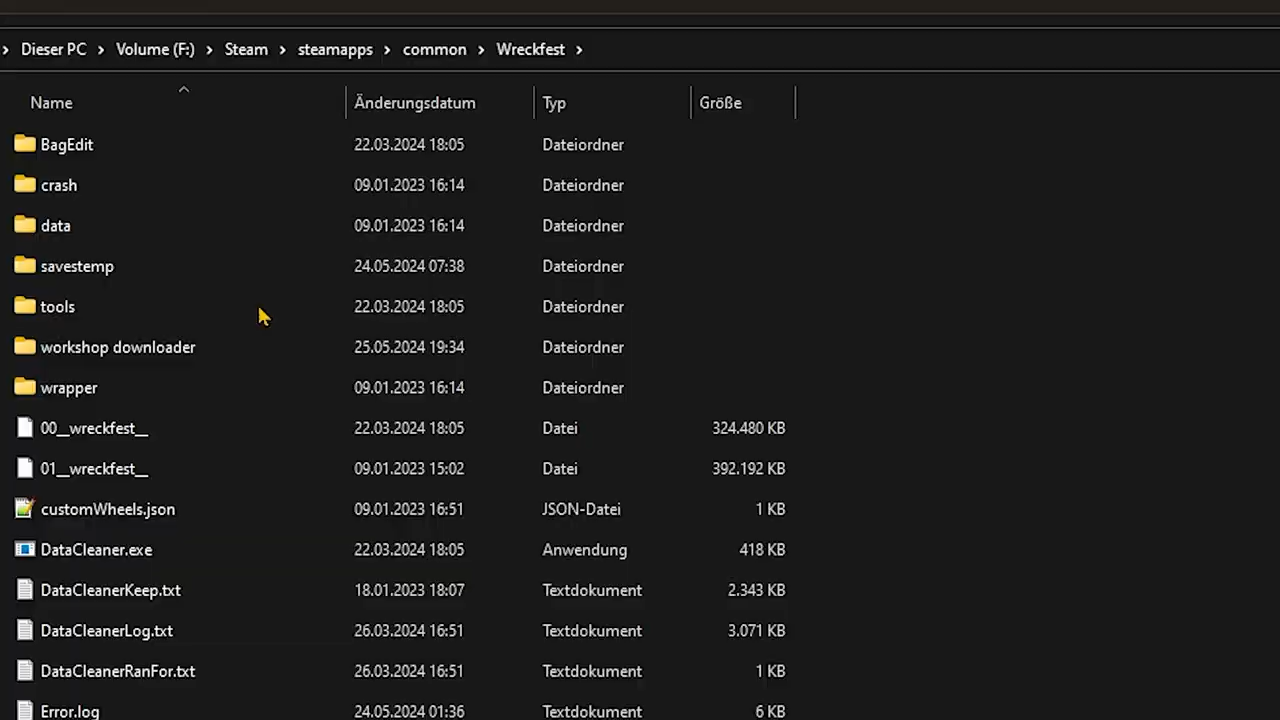 Dieser PC > Volume (F:) > Steam > steamapps > common > Wreckfest >
Name Änderungsdatum Typ Größe
BagEdit 22.03.2024 18:05 Dateiordner
crash 09.01.2023 16:14 Dateiordner
data 09.01.2023 16:14 Dateiordner
savestemp 24.05.2024 07:38 Dateiordner
tools 22.03.2024 18:05 Dateiordner
workshop downloader 25.05.2024 19:34 Dateiordner
wrapper 09.01.2023 16:14 Dateiordner
00__wreckfest__ 22.03.2024 18:05 Datei 324.480 KB
01__wreckfest__ 09.01.2023 15:02 Datei 392.192 KB
customWheels.json 09.01.2023 16:51 JSON-Datei 1 KB
DataCleaner.exe 22.03.2024 18:05 Anwendung 418 KB
DataCleanerKeep.txt 18.01.2023 18:07 Textdokument 2.343 KB
DataCleanerLog.txt 26.03.2024 16:51 Textdokument 3.071 KB
DataCleanerRanFor.txt 26.03.2024 16:51 Textdokument 1 KB
Error.log 24.05.2024 01:36 Textdokument 6 KB